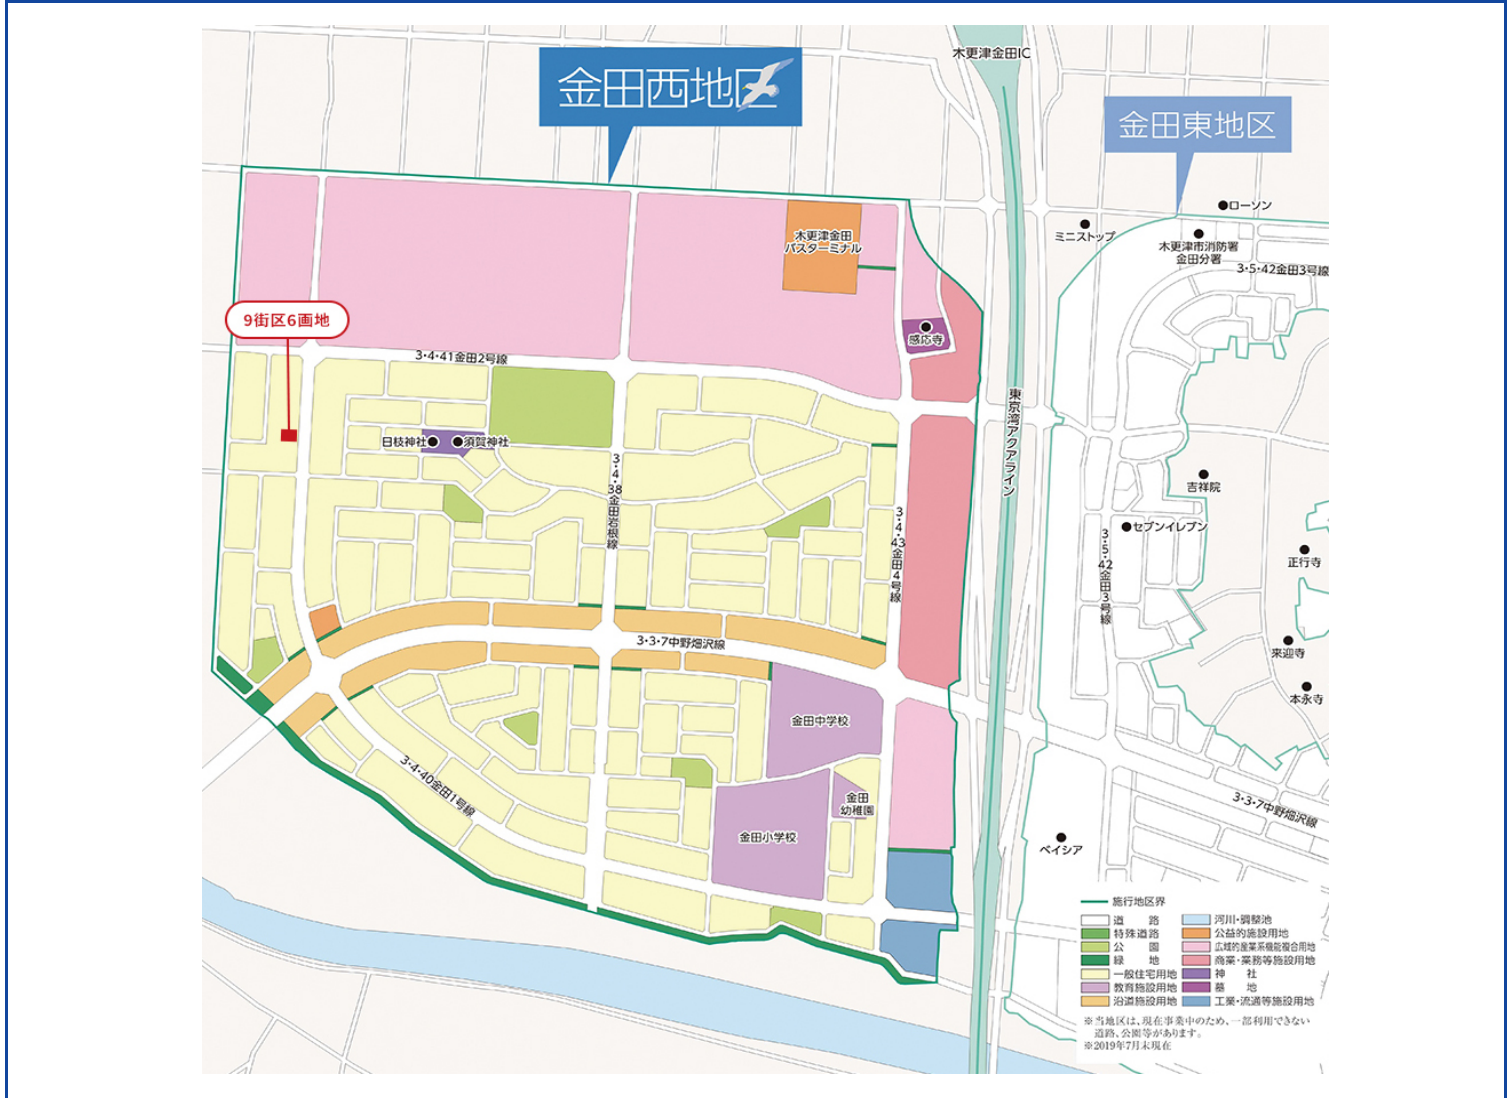 木更津金田IC
金田西地区
金田東地区
ローソン
ミニストップ
木更津市消防署
金田分署
3・5・42金田3号線
木更津金田
バスターミナル
9街区6画地
感応寺
3・4・41金田2号線
東京湾アクアライン
日枝神社
須賀神社
3・4・38金田岩根線
吉祥院
3・4・43金田4号線
セブンイレブン
3・5・42金田3号線
正行寺
3・3・7中野畑沢線
来迎寺
本永寺
金田中学校
3・4・40金田1号線
金田
幼稚園
金田小学校
3・3・7中野畑沢線
ベイシア
施行地区界
道 路
河川・調整池
特殊道路
公益的施設用地
公 園
広域的産業系機能複合用地
緑 地
商業・業務等施設用地
一般住宅用地
神 社
教育施設用地
墓 地
沿道施設用地
工業・流通等施設用地
※当地区は、現在事業中のため、一部利用できない
道路、公園等があります。
※2019年7月末現在